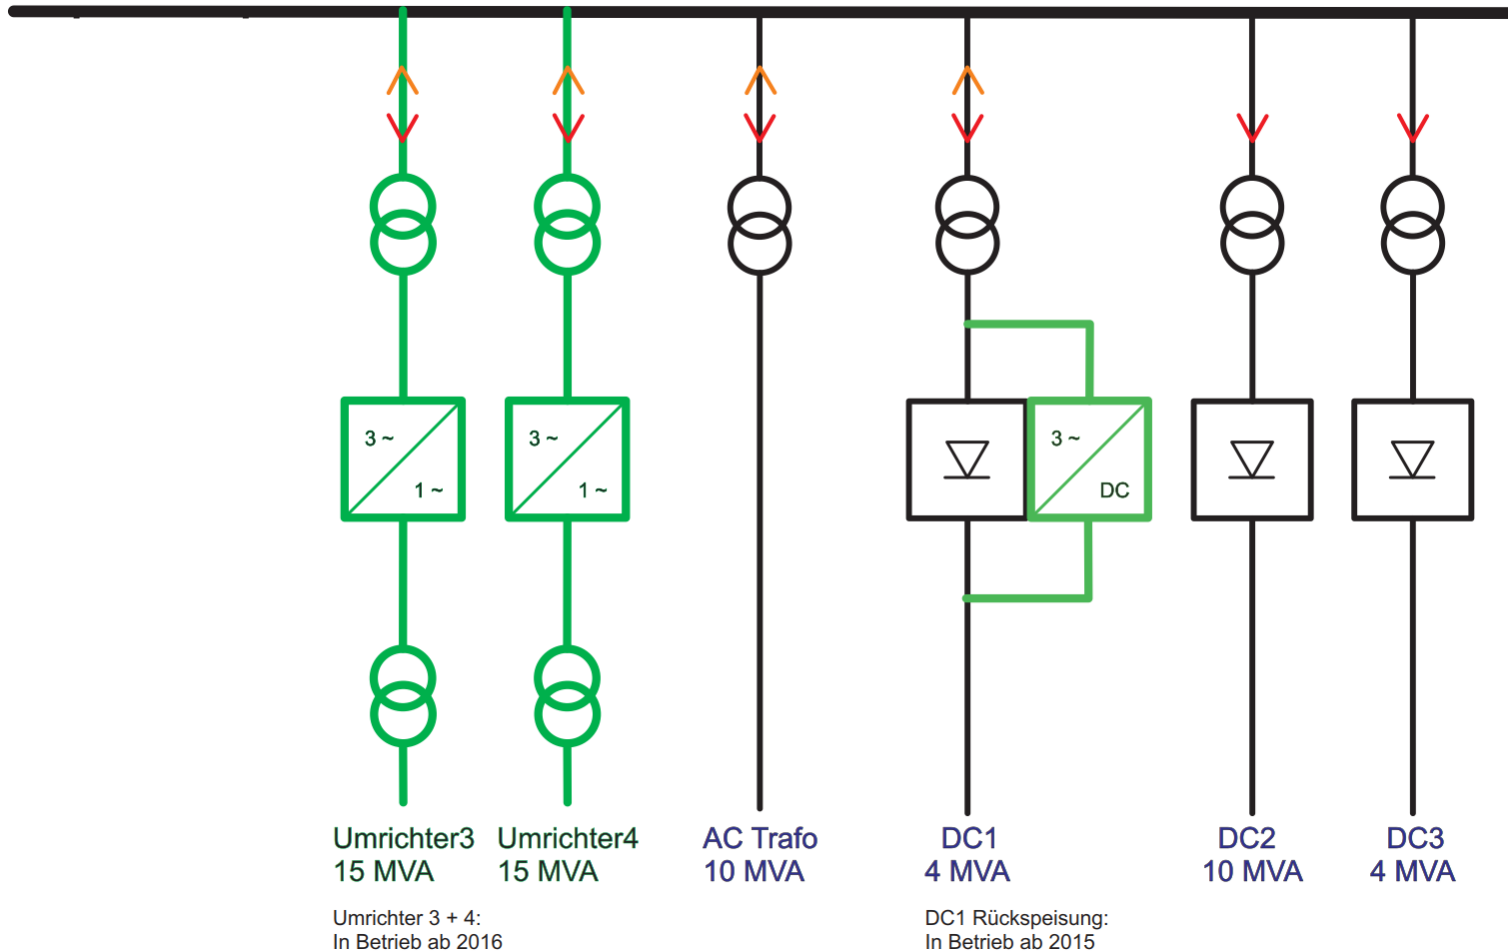 3 ~
1 ~
3 ~
1 ~
3 ~
DC
Umrichter3
15 MVA
Umrichter4
15 MVA
AC Trafo
10 MVA
DC1
4 MVA
DC2
10 MVA
DC3
4 MVA
Umrichter 3 + 4:
In Betrieb ab 2016
DC1 Rückspeisung:
In Betrieb ab 2015